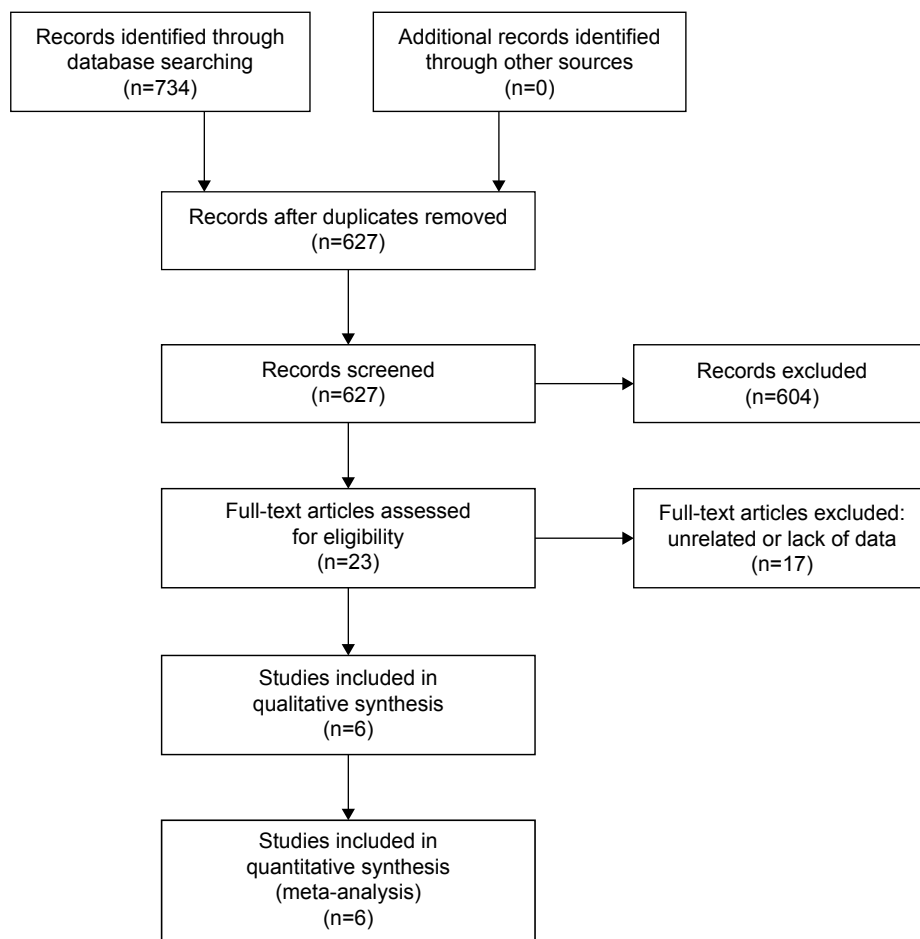 Records identified through
database searching
(n=734)
Additional records identified
through other sources
(n=0)
Records after duplicates removed
(n=627)
Records screened
(n=627)
Records excluded
(n=604)
Full-text articles assessed
for eligibility
(n=23)
Full-text articles excluded:
unrelated or lack of data
(n=17)
Studies included in
qualitative synthesis
(n=6)
Studies included in
quantitative synthesis
(meta-analysis)
(n=6)